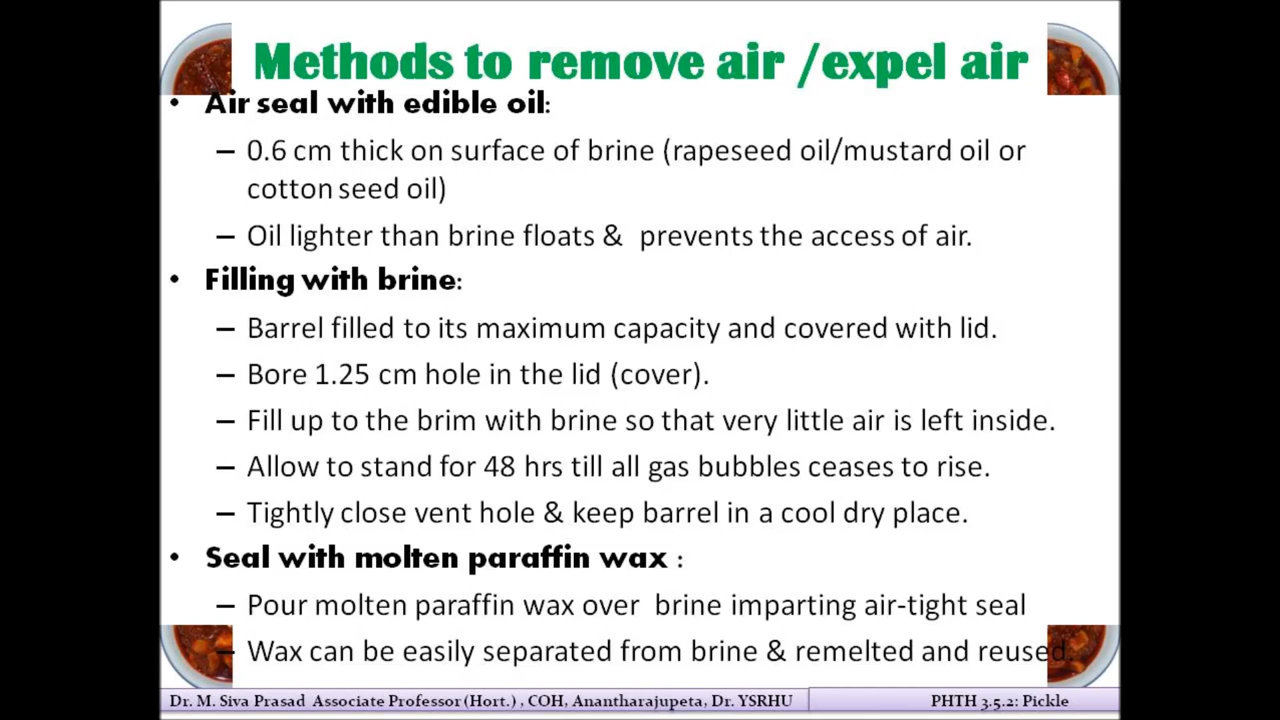 Methods to remove air /expel air
• Air seal with edible oil:
– 0.6 cm thick on surface of brine (rapeseed oil/mustard oil or
cotton seed oil)
– Oil lighter than brine floats & prevents the access of air.
• Filling with brine:
– Barrel filled to its maximum capacity and covered with lid.
– Bore 1.25 cm hole in the lid (cover).
– Fill up to the brim with brine so that very little air is left inside.
– Allow to stand for 48 hrs till all gas bubbles ceases to rise.
– Tightly close vent hole & keep barrel in a cool dry place.
• Seal with molten paraffin wax :
– Pour molten paraffin wax over brine imparting air-tight seal
– Wax can be easily separated from brine & remelted and reused.
Dr. M. Siva Prasad Associate Professor (Hort.) , COH, Anantharajupeta, Dr. YSRHU
PHTH 3.5.2: Pickle